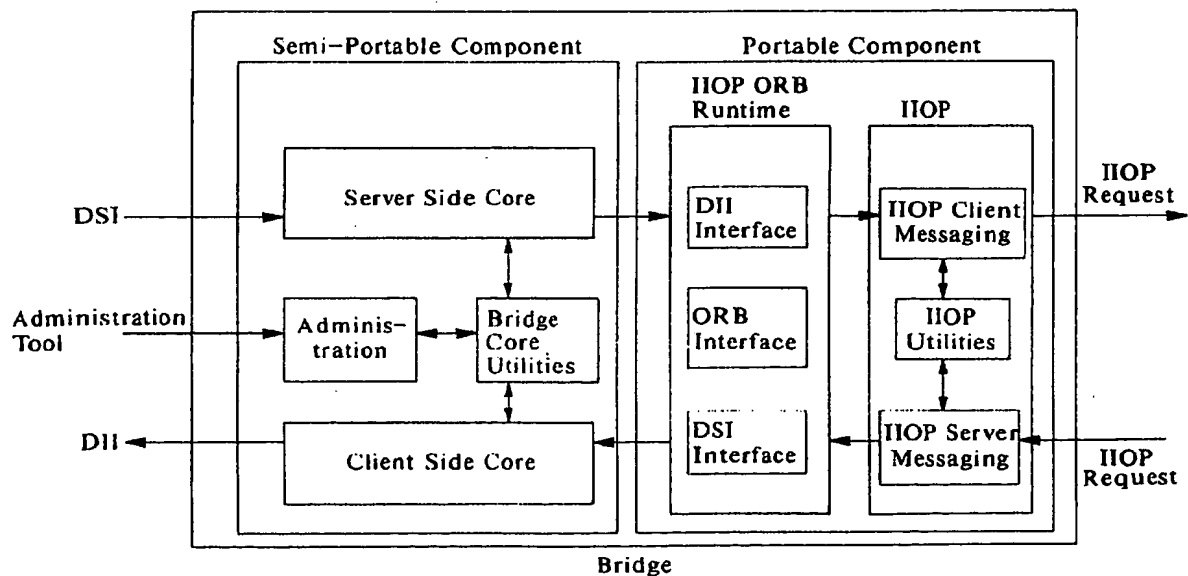 Semi-Portable Component
Portable Component
IIOP ORB
Runtime
IIOP
Server Side Core
DSI
DII
Interface
IIOP Client
Messaging
IIOP
Request
Administration
Tool
Adminis-
tration
Bridge
Core
Utilities
ORB
Interface
IIOP
Utilities
DII
Client Side Core
DSI
Interface
IIOP Server
Messaging
IIOP
Request
Bridge